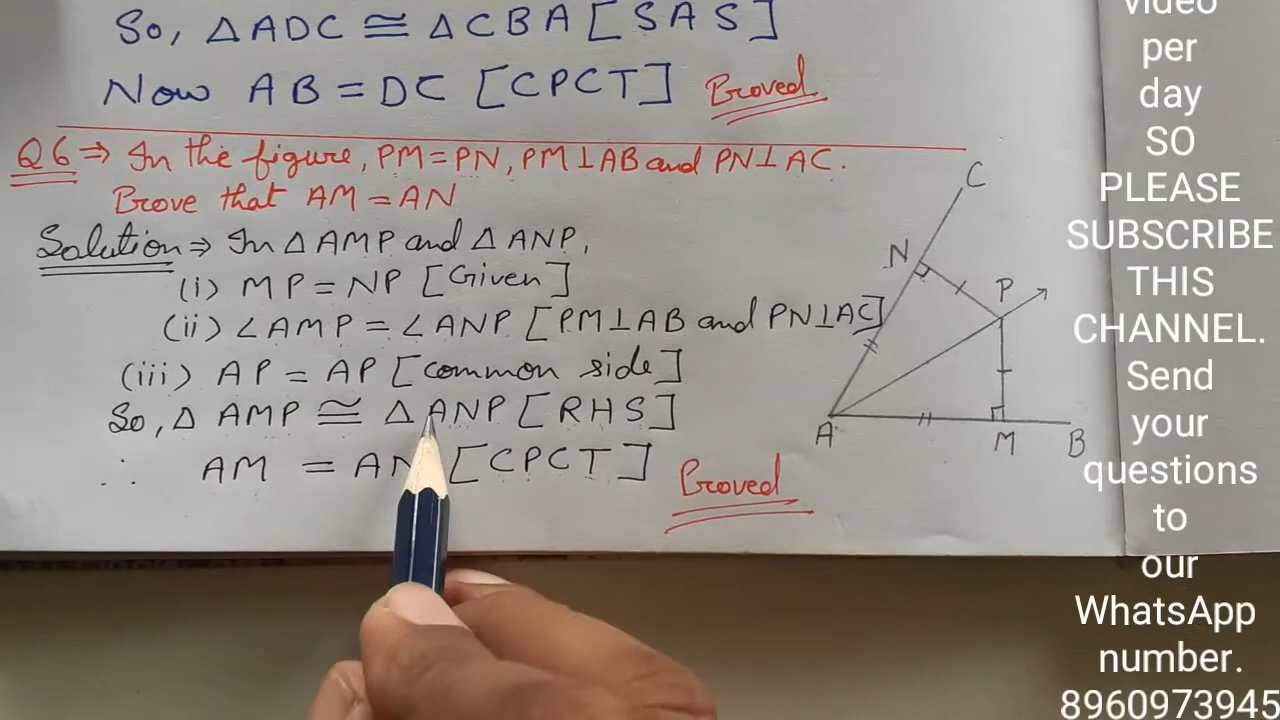 So, △ADC ≅ △CBA [SAS]
Now AB = DC [CPCT] Proved
Q6 ⇒ In the figure, PM = PN, PM ⊥ AB and PN ⊥ AC.
Prove that AM = AN
Solution ⇒ In △AMP and △ANP,
(i) MP = NP [Given]
(ii) ∠AMP = ∠ANP [PM ⊥ AB and PN ⊥ AC]
(iii) AP = AP [common side]
So, △ AMP ≅ △ANP [RHS]
∴ AM = AN [CPCT] Proved
C
N
P
A
M
B
video
per
day
SO
PLEASE
SUBSCRIBE
THIS
CHANNEL.
Send
your
questions
to
our
WhatsApp
number.
8960973945